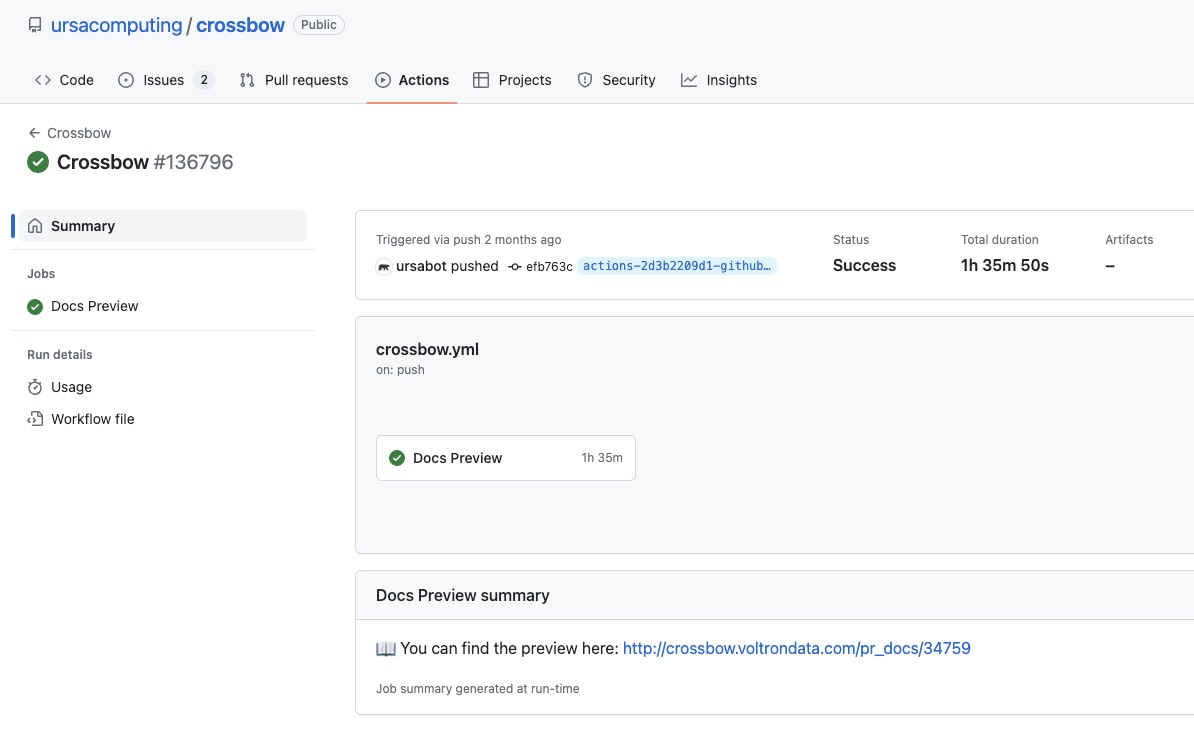 ursacomputing / crossbow Public
Code Issues 2 Pull requests Actions Projects Security Insights
Crossbow
Crossbow #136796
Summary
Jobs
Docs Preview
Run details
Usage
Workflow file
Triggered via push 2 months ago Status Total duration Artifacts
ursabot pushed efb763c actions-2d3b2209d1-github… Success 1h 35m 50s –
crossbow.yml
on: push
Docs Preview 1h 35m
Docs Preview summary
📖 You can find the preview here: http://crossbow.voltrondata.com/pr_docs/34759
Job summary generated at run-time